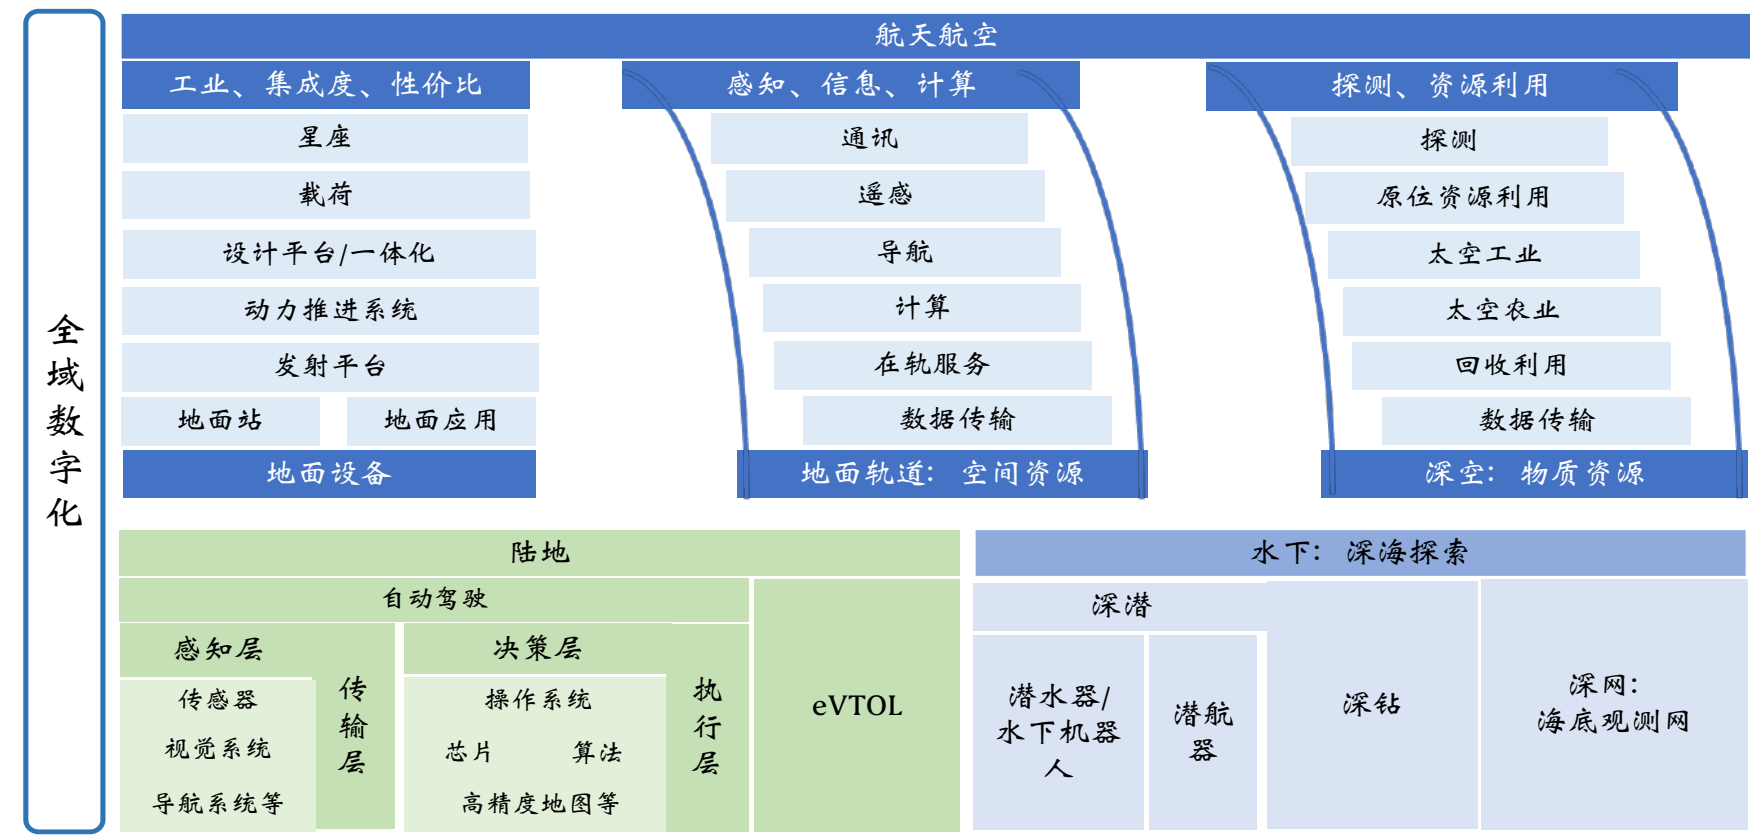 全域数字化
航天航空
工业、集成度、性价比
星座
载荷
设计平台/一体化
动力推进系统
发射平台
地面站
地面应用
地面设备
感知、信息、计算
通讯
遥感
导航
计算
在轨服务
数据传输
地面轨道：空间资源
探测、资源利用
探测
原位资源利用
太空工业
太空农业
回收利用
数据传输
深空：物质资源
陆地
自动驾驶
感知层
传感器
视觉系统
导航系统等
传输层
决策层
操作系统
芯片
算法
高精度地图等
执行层
eVTOL
水下：深海探索
深潜
潜水器/
水下机器
人
潜航
器
深钻
深网：
海底观测网